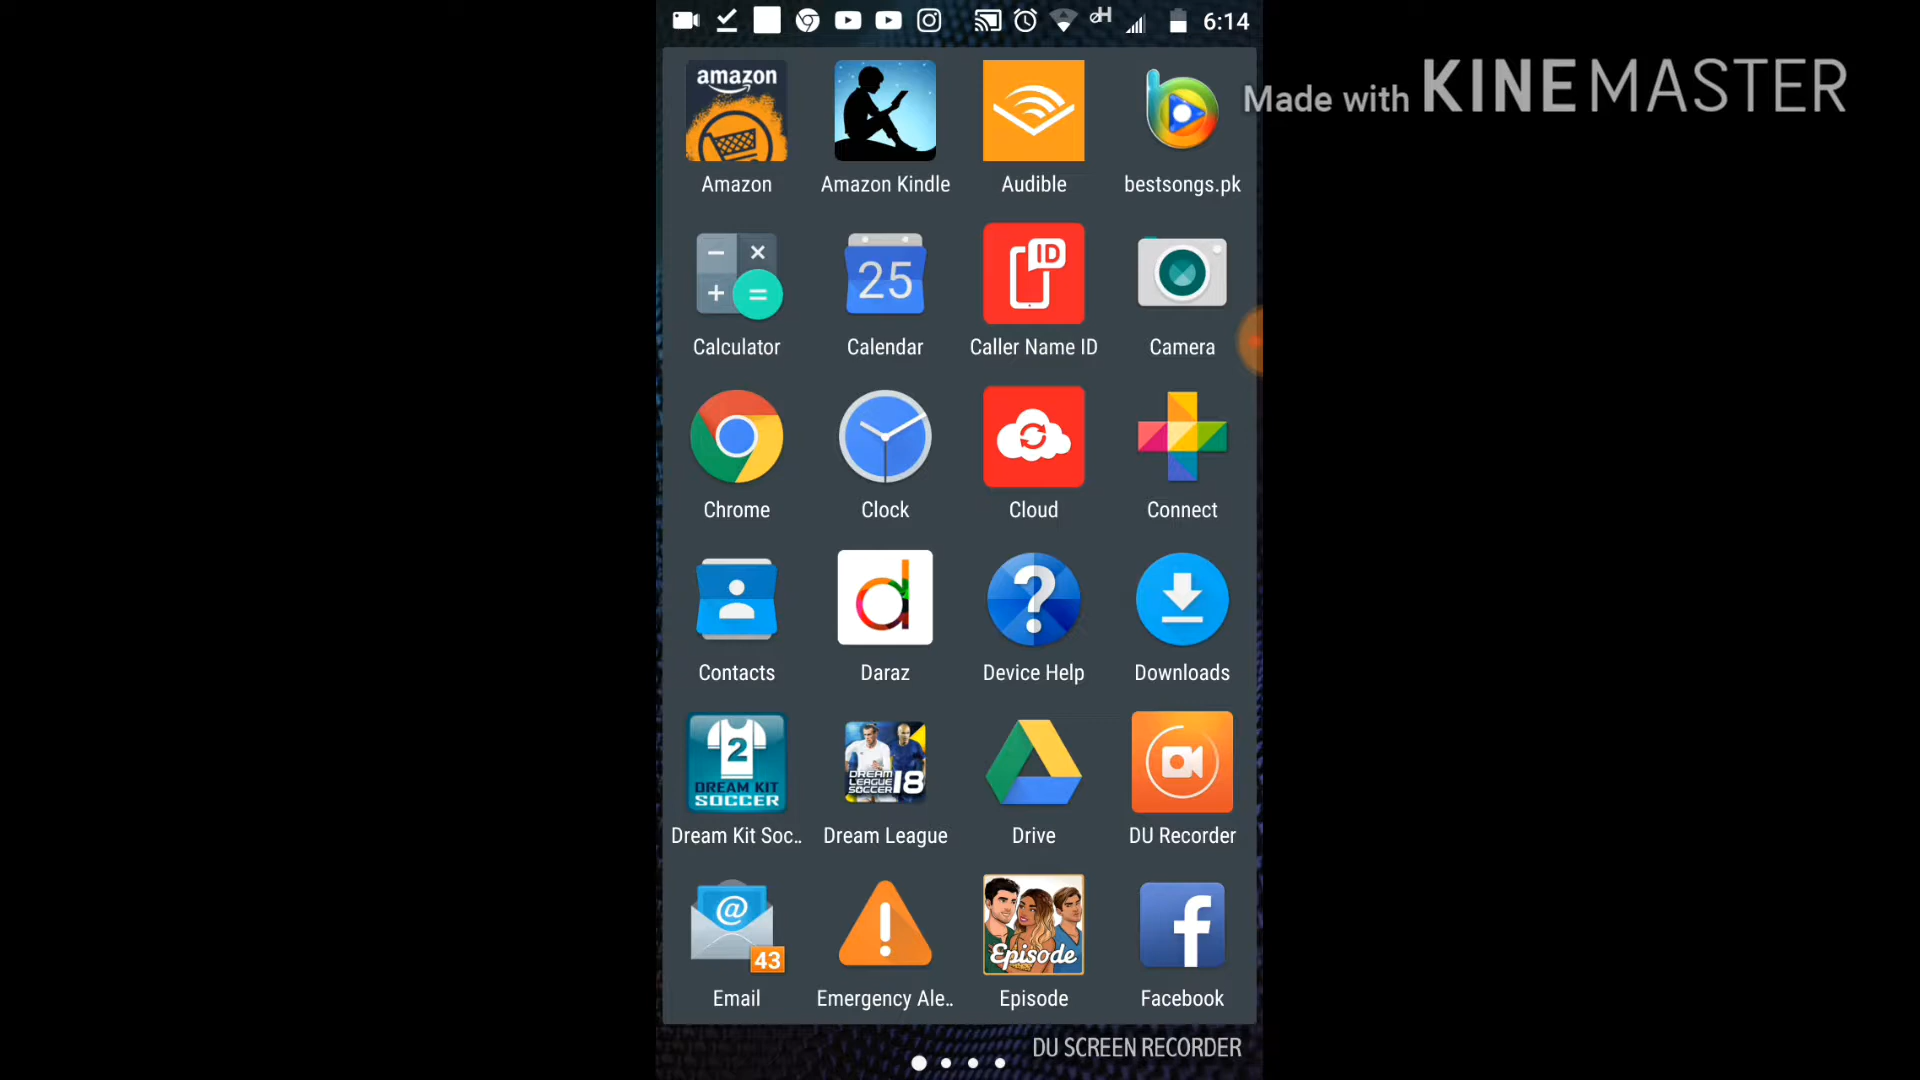 6:14
Made with KINEMASTER
amazon
Amazon
Amazon Kindle
Audible
bestsongs.pk
25
ID
Calculator
Calendar
Caller Name ID
Camera
Chrome
Clock
Cloud
Connect
Contacts
Daraz
Device Help
Downloads
2
DREAM KIT
SOCCER
DREAM
LEAGUE
SOCCER 18
Dream Kit Soc..
Dream League
Drive
DU Recorder
43
Episode
Email
Emergency Ale..
Episode
Facebook
DU SCREEN RECORDER